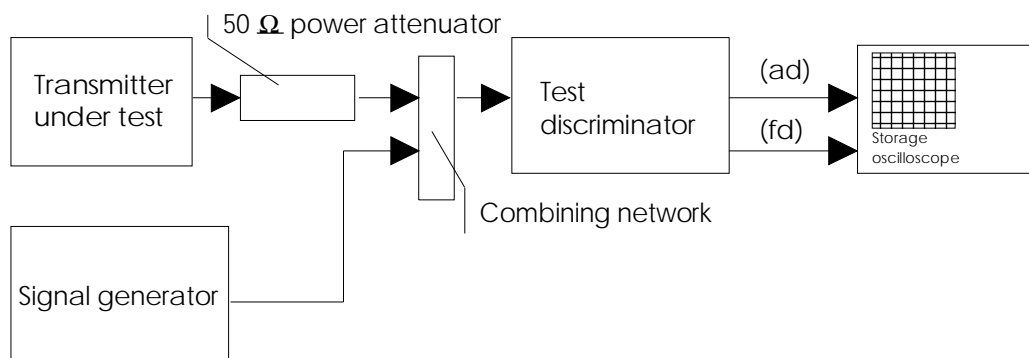 50 Ω power attenuator
Transmitter
under test
Test
discriminator
(ad)
(fd)
Storage
oscilloscope
Combining network
Signal generator